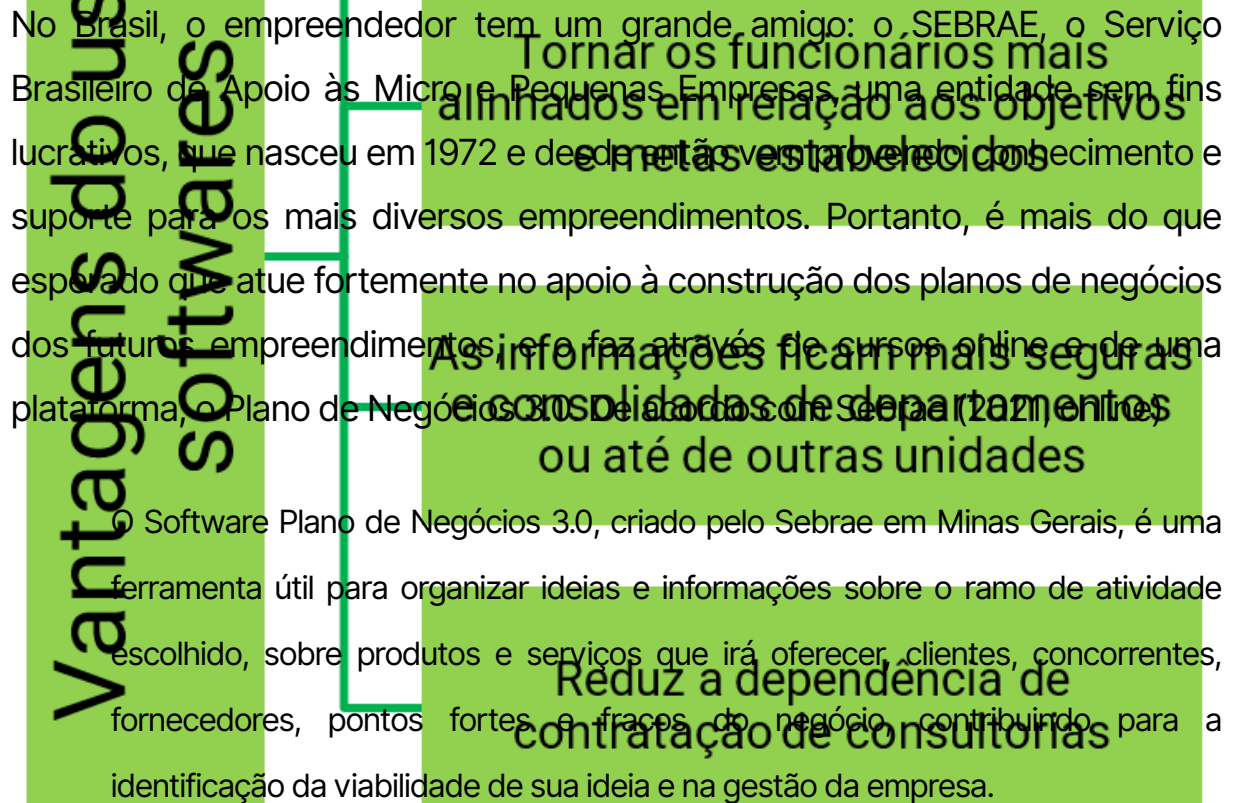 No Brasil, o empreendedor tem um grande amigo: o SEBRAE, o Serviço
Brasileiro de Apoio às Micro e Pequenas Empresas, uma entidade sem fins
lucrativos, que nasceu em 1972 e desde então vem provendo conhecimento e
suporte para os mais diversos empreendimentos. Portanto, é mais do que
esperado que atue fortemente no apoio à construção dos planos de negócios
dos futuros empreendimentos, e o faz através de cursos online e de uma
plataforma, o Plano de Negócios 3.0. De acordo com Sebrae (2021, online)
O Software Plano de Negócios 3.0, criado pelo Sebrae em Minas Gerais, é uma
ferramenta útil para organizar ideias e informações sobre o ramo de atividade
escolhido, sobre produtos e serviços que irá oferecer, clientes, concorrentes,
fornecedores, pontos fortes e fracos do negócio, contribuindo para a
identificação da viabilidade de sua ideia e na gestão da empresa.
Vantagens do us
softwares
Tornar os funcionários mais
alinhados em relação aos objetivos
e metas estabelecidos
As informações ficam mais seguras
e consolidadas de departamentos
ou até de outras unidades
Reduz a dependência de
contratação de consultorias